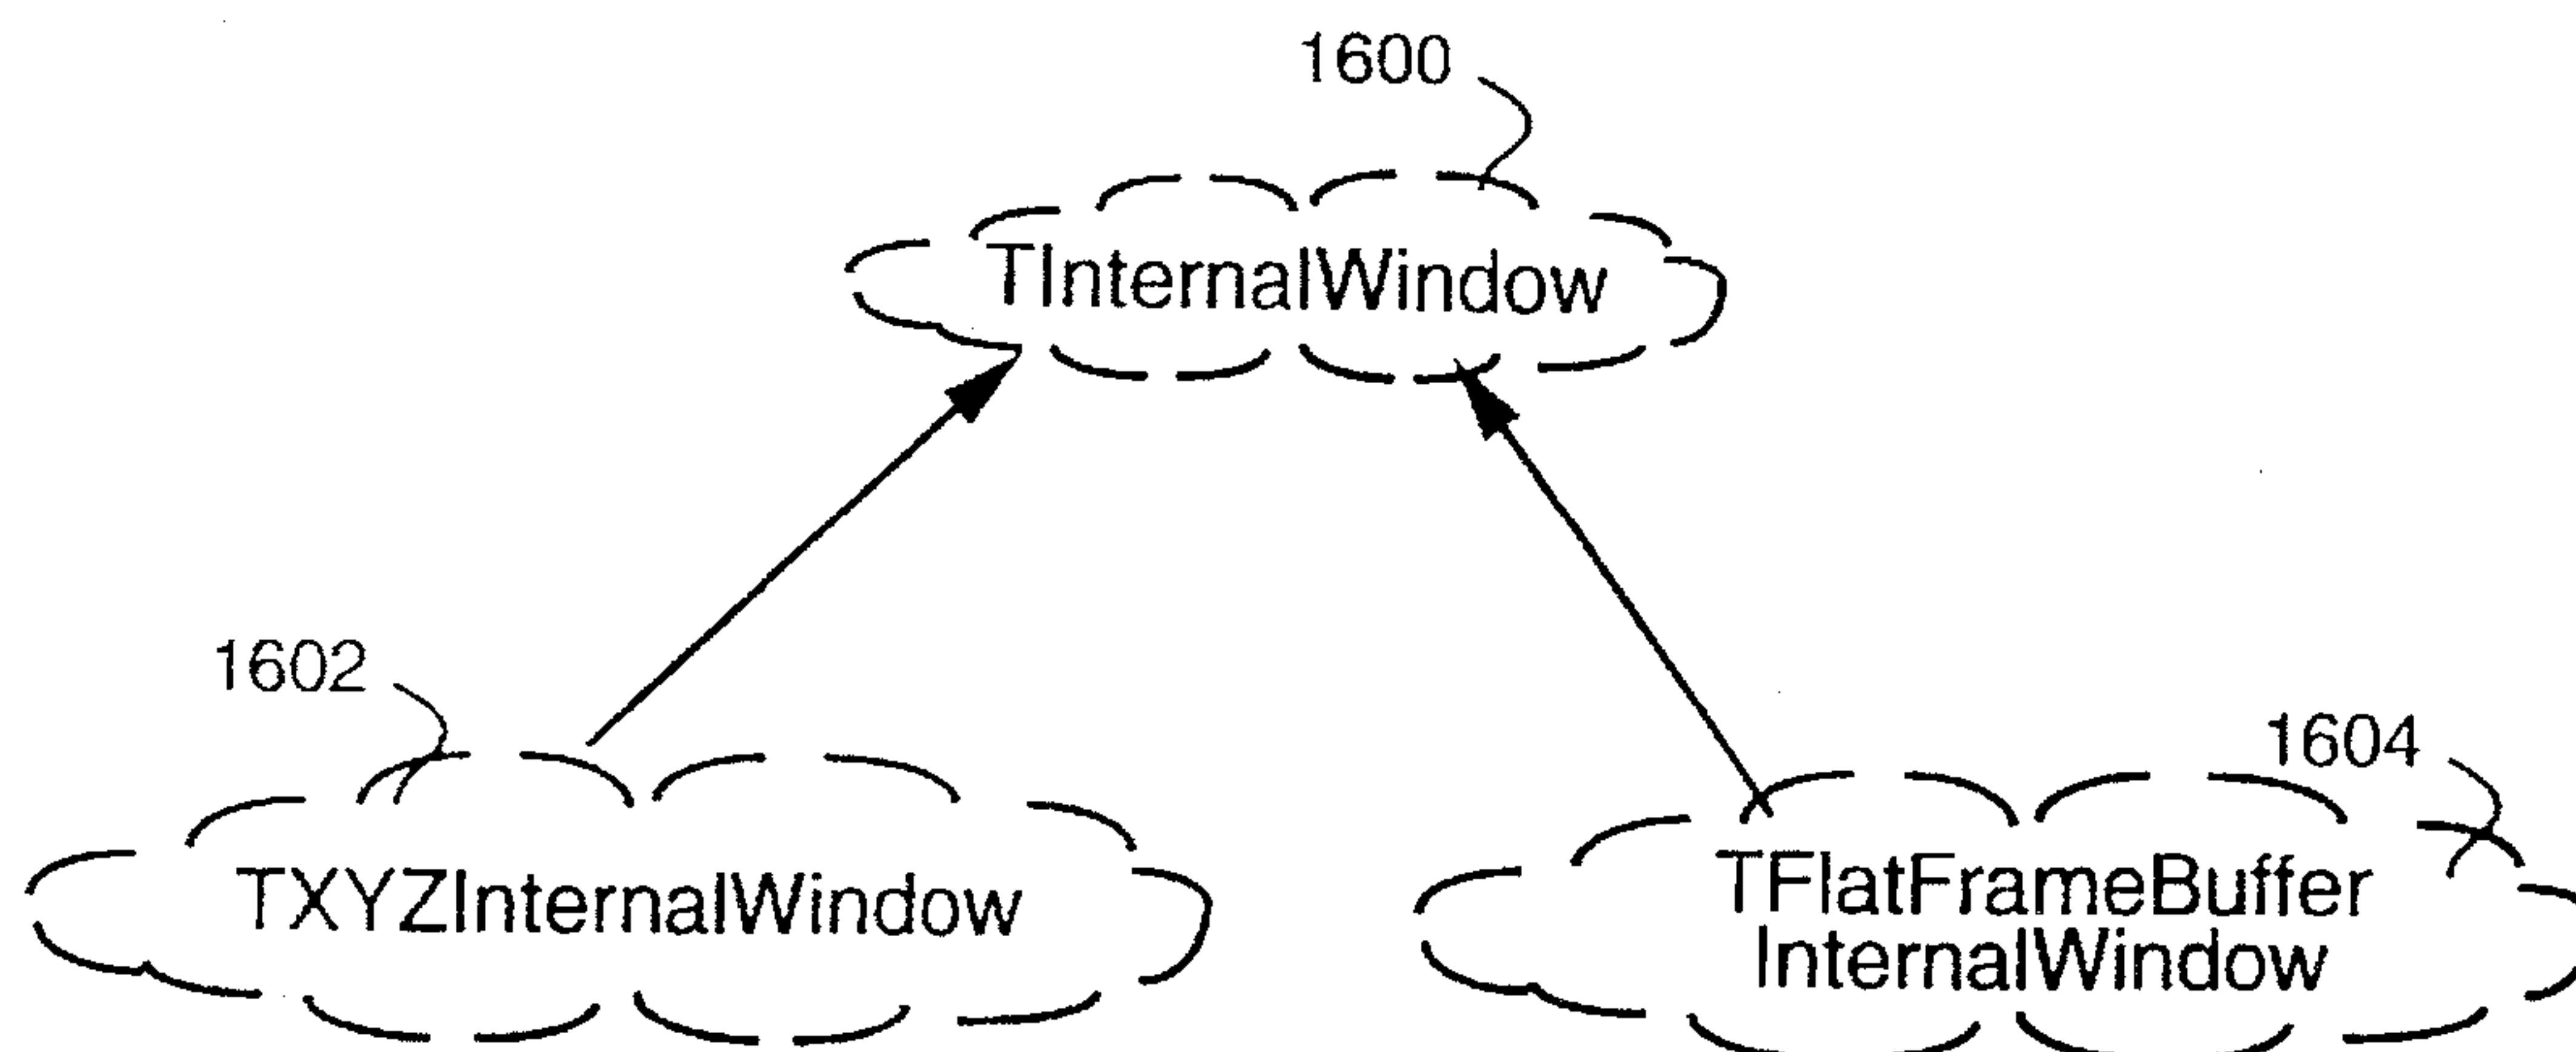 1600
TInternalWindow
1602
TXYZInternalWindow
1604
TFlatFrameBuffer
InternalWindow